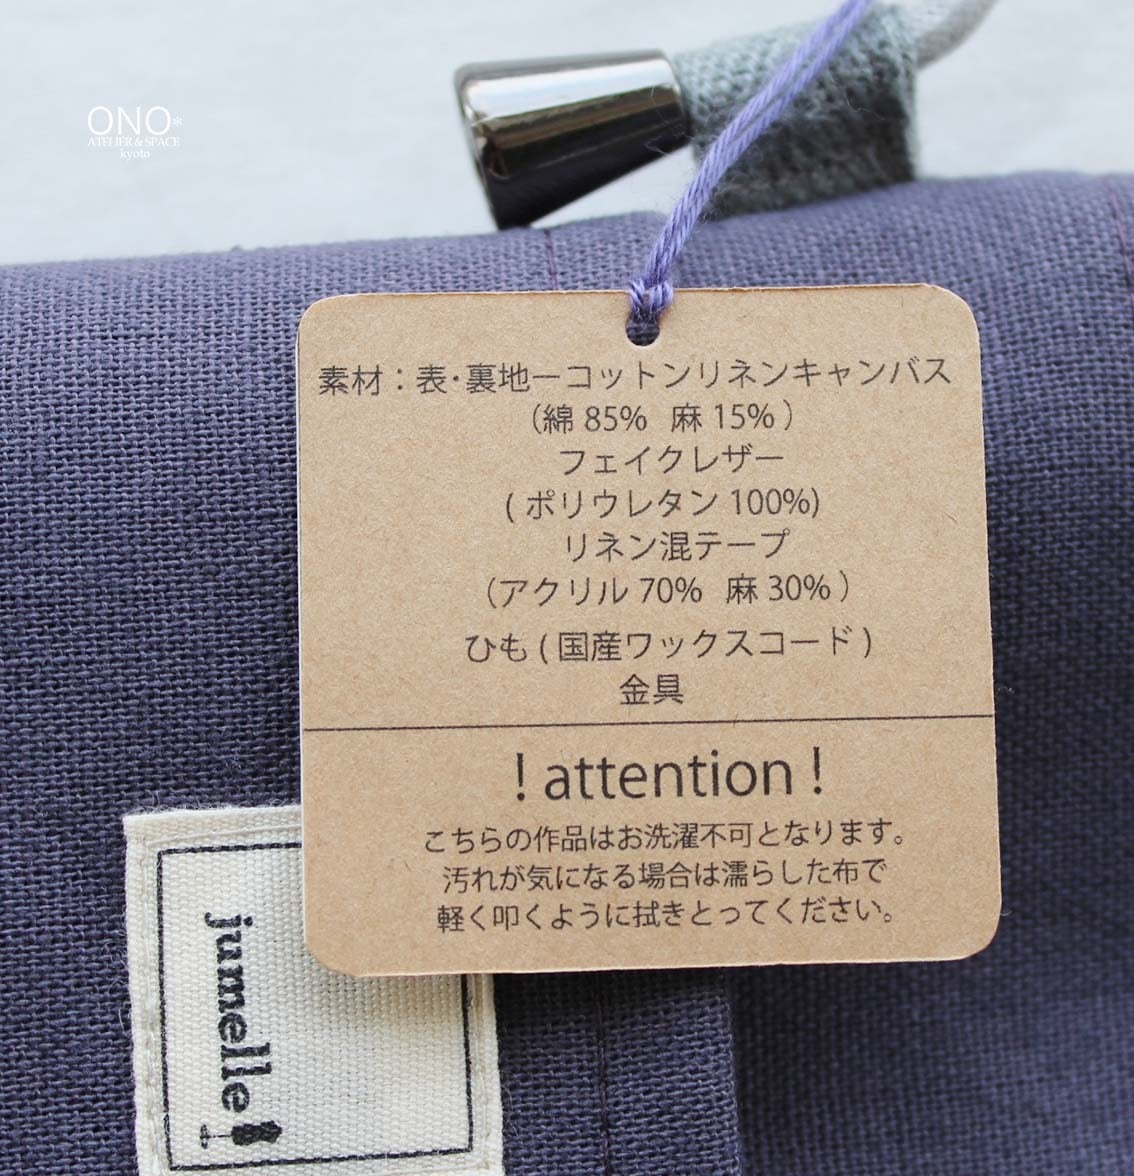 ONO*
ATELIER & SPACE
kyoto
素材：表・裏地ーコットンリネンキャンバス
（綿 85%　麻 15%）
フェイクレザー
( ポリウレタン 100%)
リネン混テープ
（アクリル 70%　麻 30%）
ひも ( 国産ワックスコード )
金具
! attention !
こちらの作品はお洗濯不可となります。
汚れが気になる場合は濡らした布で
軽く叩くように拭きとってください。
jumelle